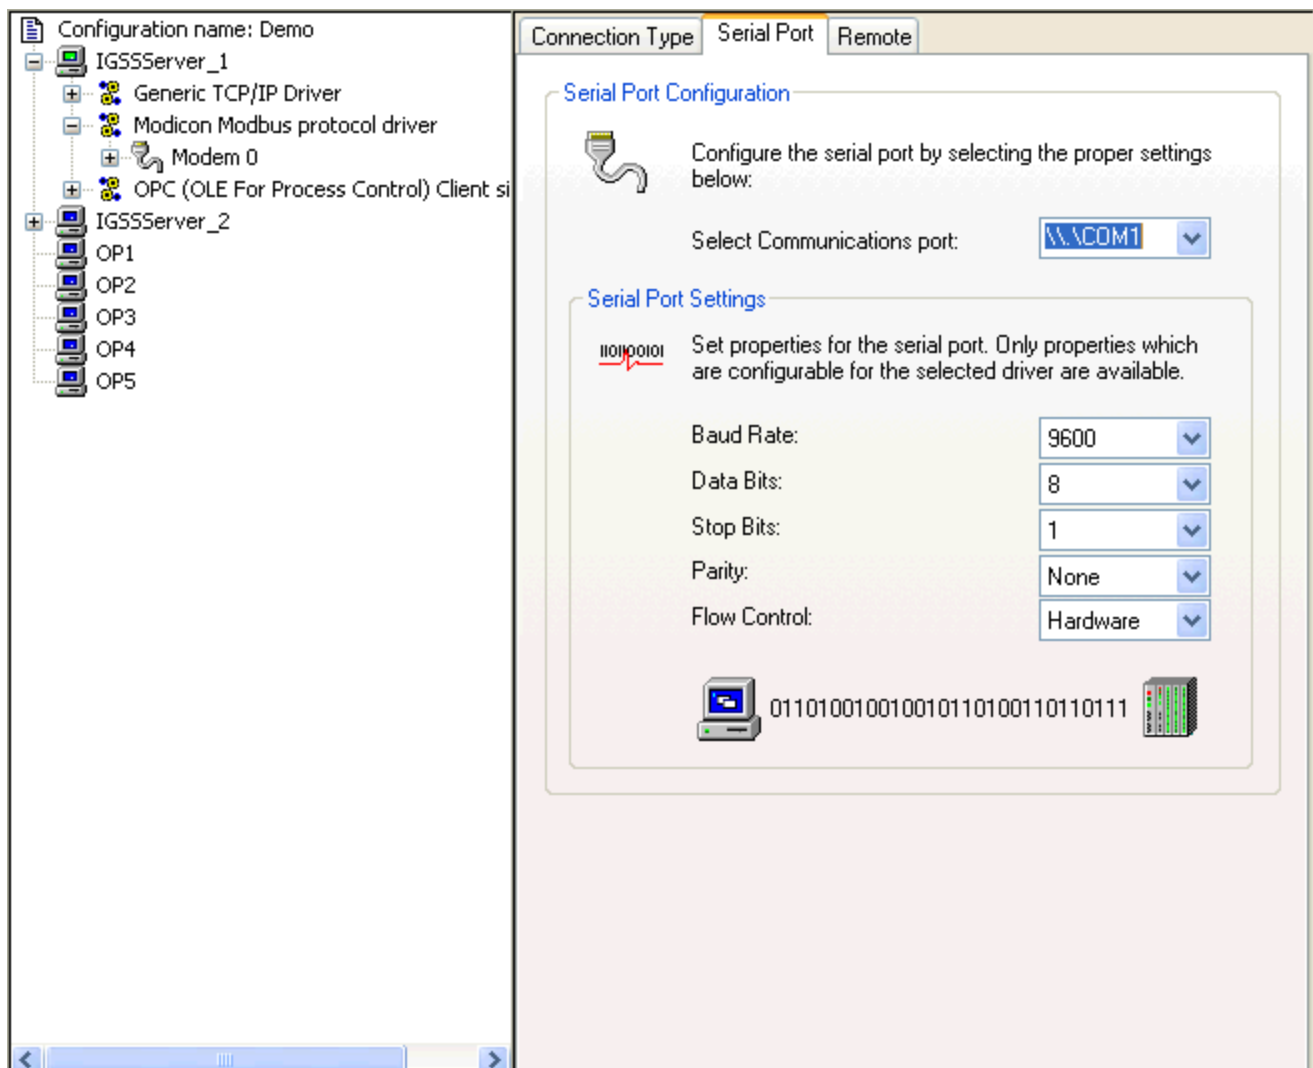 Configuration name: Demo
IGSSServer_1
Generic TCP/IP Driver
Modicon Modbus protocol driver
Modem 0
OPC (OLE For Process Control) Client si
IGSSServer_2
OP1
OP2
OP3
OP4
OP5
Connection Type
Serial Port
Remote
Serial Port Configuration
Configure the serial port by selecting the proper settings
below:
Select Communications port:
\\.\COM1
Serial Port Settings
1101100101
Set properties for the serial port. Only properties which
are configurable for the selected driver are available.
Baud Rate:
9600
Data Bits:
8
Stop Bits:
1
Parity:
None
Flow Control:
Hardware
0110100100100101101001101101​11